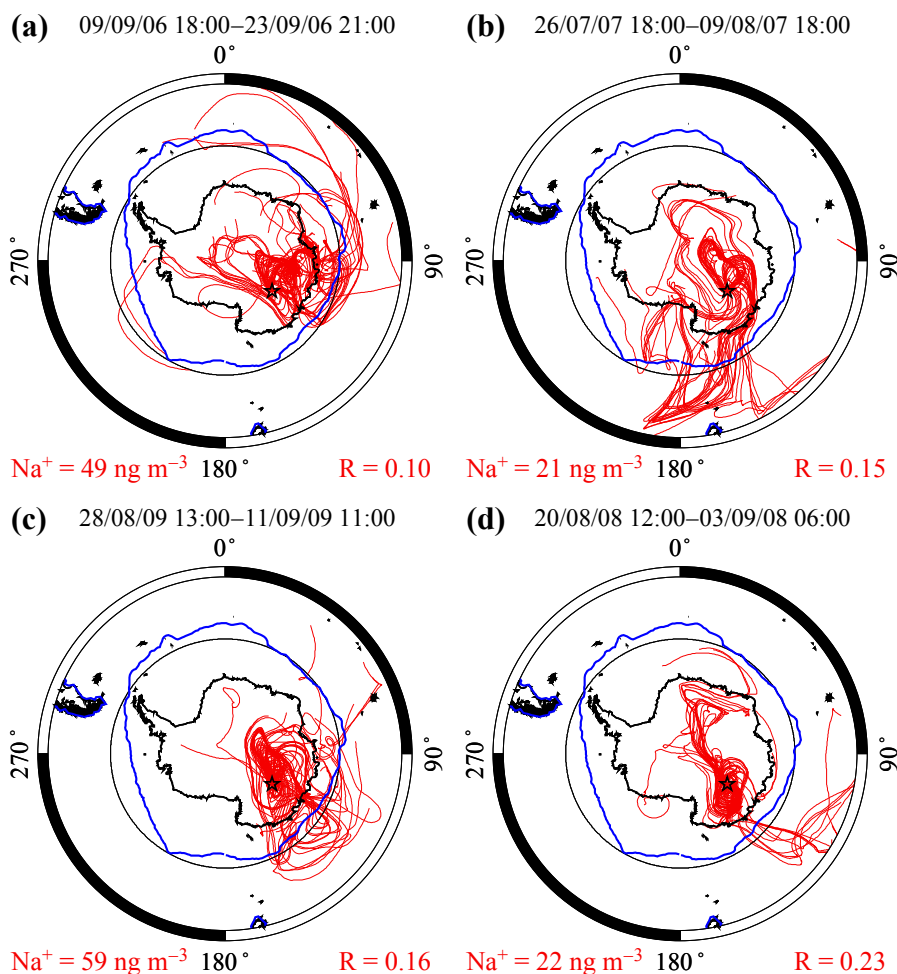 (a) 09/09/06 18:00–23/09/06 21:00
0°
270°
90°
Na⁺ = 49 ng m⁻³ 180° R = 0.10
(b) 26/07/07 18:00–09/08/07 18:00
0°
270°
90°
Na⁺ = 21 ng m⁻³ 180° R = 0.15
(c) 28/08/09 13:00–11/09/09 11:00
0°
270°
90°
Na⁺ = 59 ng m⁻³ 180° R = 0.16
(d) 20/08/08 12:00–03/09/08 06:00
0°
270°
90°
Na⁺ = 22 ng m⁻³ 180° R = 0.23